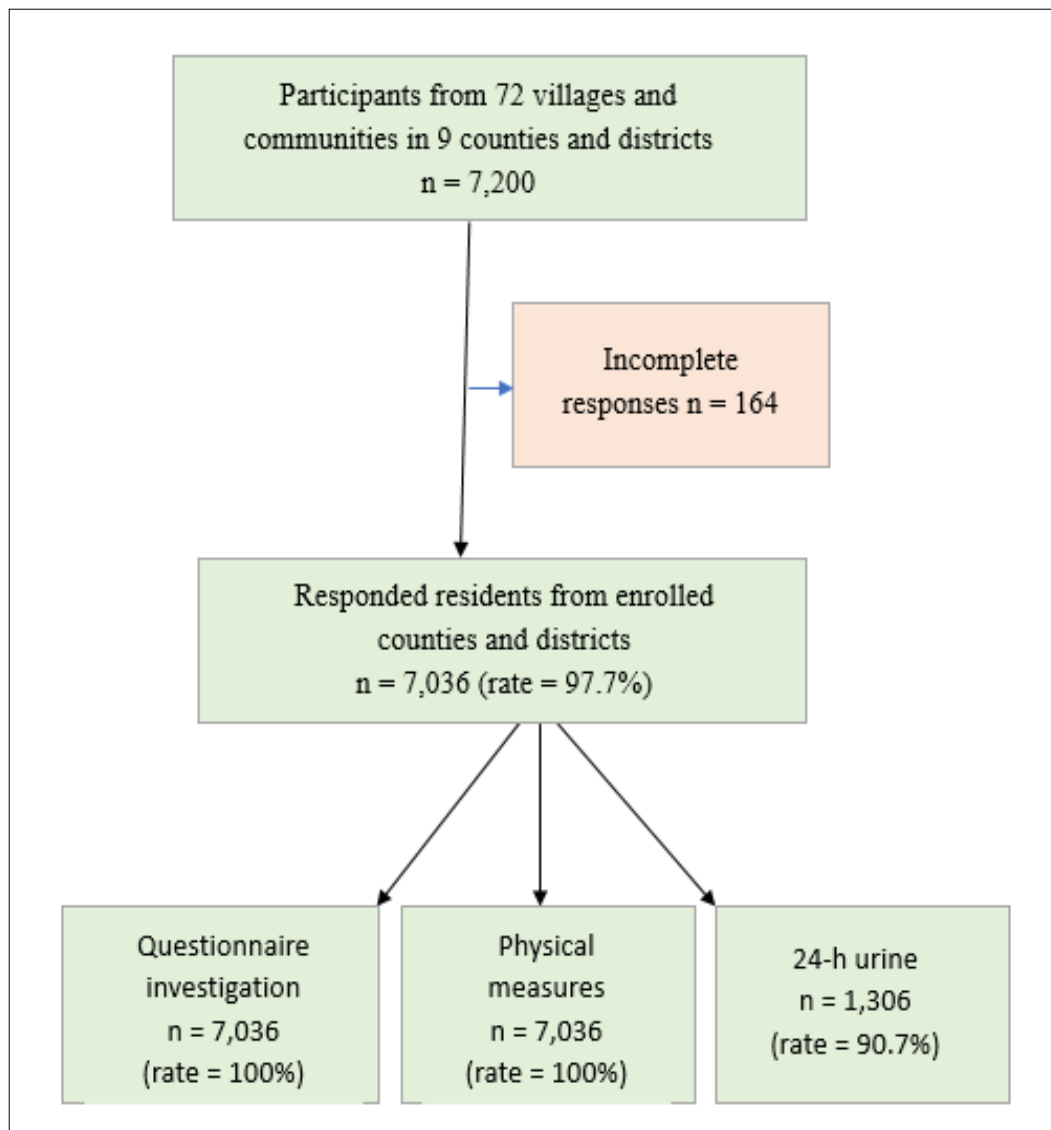 Participants from 72 villages and
communities in 9 counties and districts
n = 7,200
Incomplete
responses n = 164
Responded residents from enrolled
counties and districts
n = 7,036 (rate = 97.7%)
Questionnaire
investigation
n = 7,036
(rate = 100%)
Physical
measures
n = 7,036
(rate = 100%)
24-h urine
n = 1,306
(rate = 90.7%)